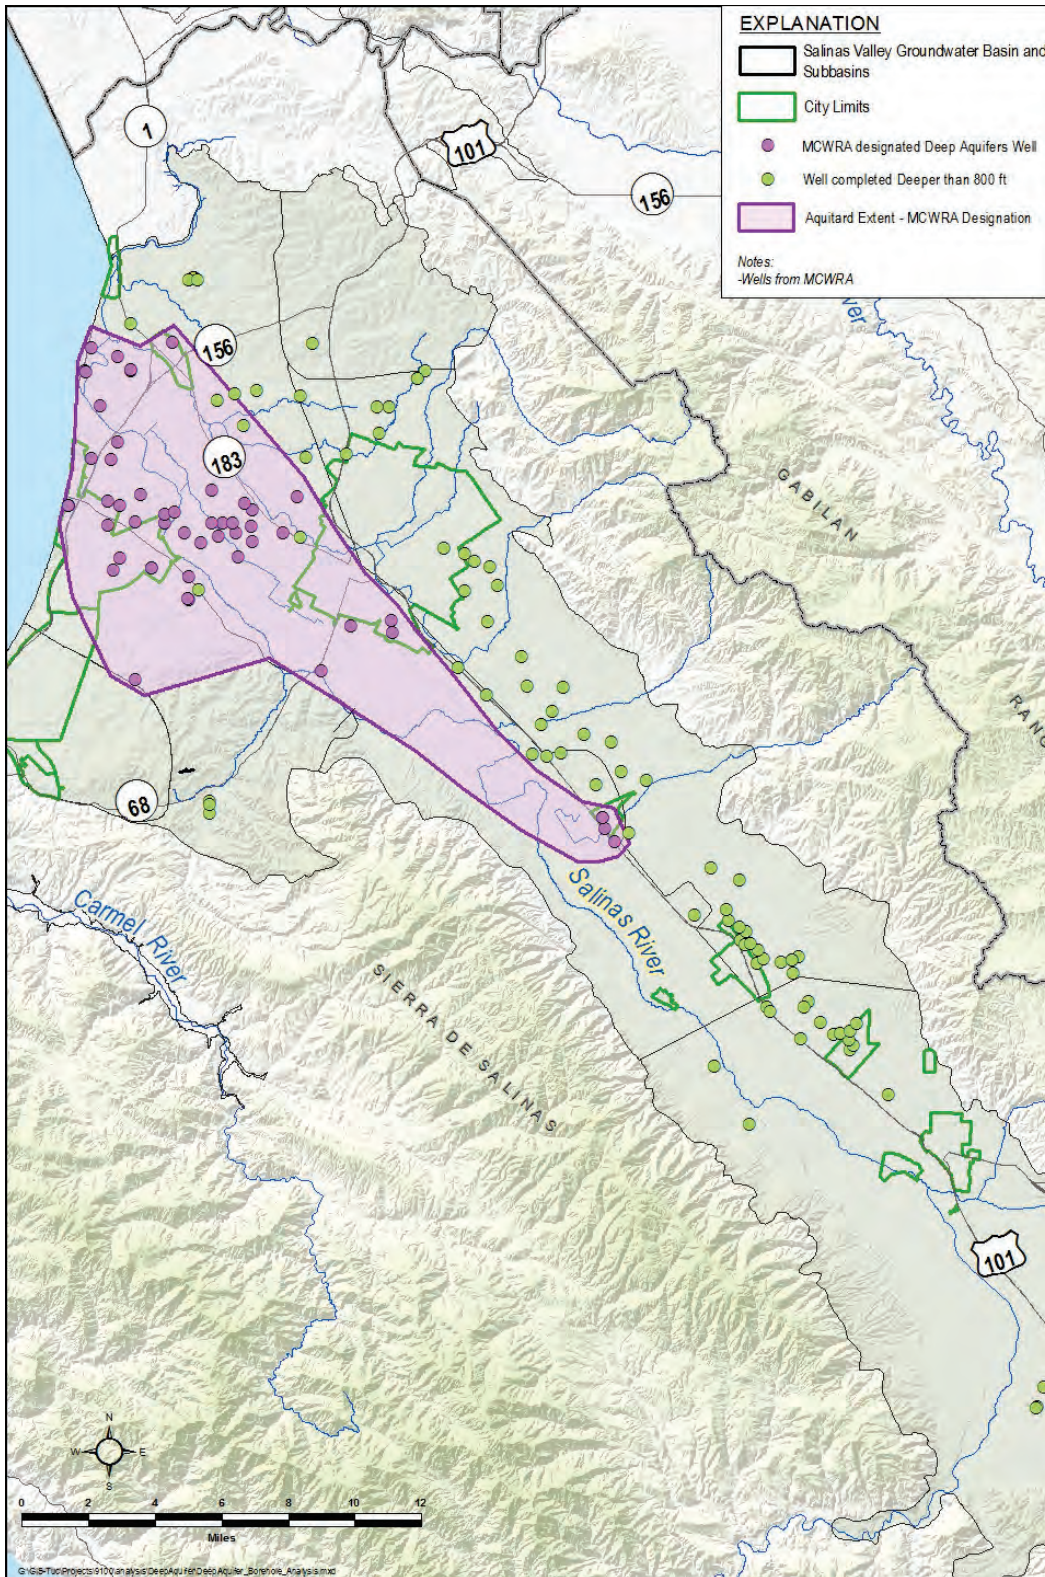 EXPLANATION
Salinas Valley Groundwater Basin and
Subbasins
City Limits
MCWRA designated Deep Aquifers Well
Well completed Deeper than 800 ft
Aquitard Extent - MCWRA Designation
Notes:
-Wells from MCWRA
1
101
156
156
183
68
GABILAN
Carmel River
Salinas River
SIERRA DE SALINAS
101
N
W
E
S
0 2 4 6 8 10 12
Miles